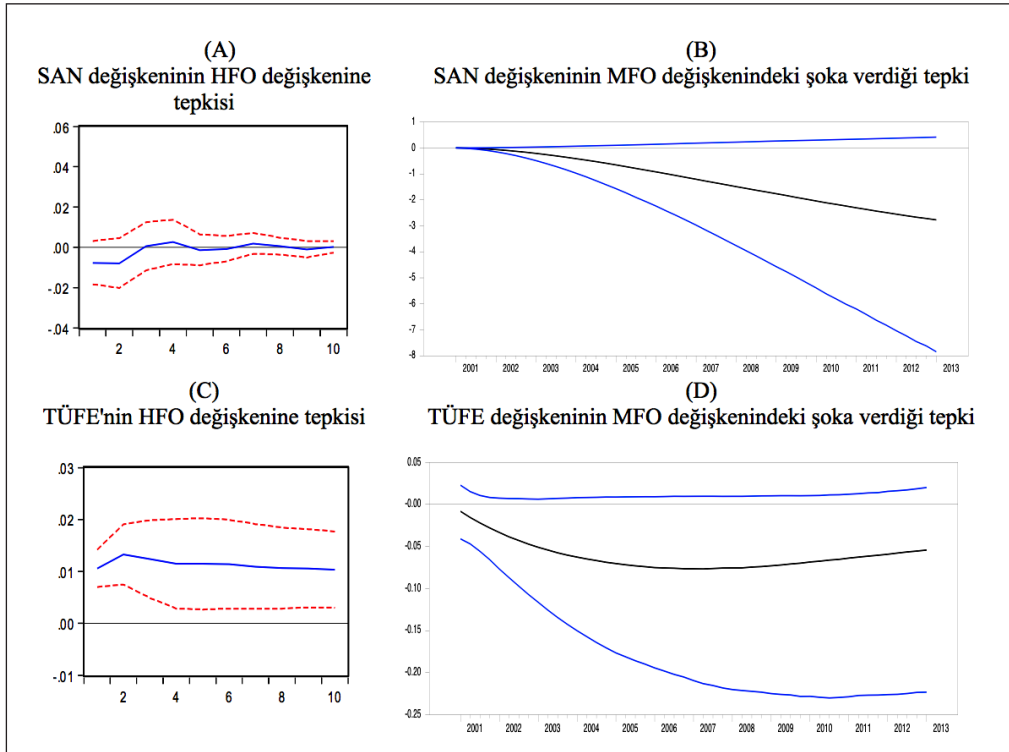 (A)
SAN değişkeninin HFO değişkenine
tepkisi
.06
.04
.02
.00
-.02
-.04
2 4 6 8 10
(B)
SAN değişkeninin MFO değişkenindeki şoka verdiği tepki
1
0
-1
-2
-3
-4
-5
-6
-7
-8
2001 2002 2003 2004 2005 2006 2007 2008 2009 2010 2011 2012 2013
(C)
TÜFE'nin HFO değişkenine tepkisi
.03
.02
.01
.00
-.01
2 4 6 8 10
(D)
TÜFE değişkeninin MFO değişkenindeki şoka verdiği tepki
0.05
-0.00
-0.05
-0.10
-0.15
-0.20
-0.25
2001 2002 2003 2004 2005 2006 2007 2008 2009 2010 2011 2012 2013